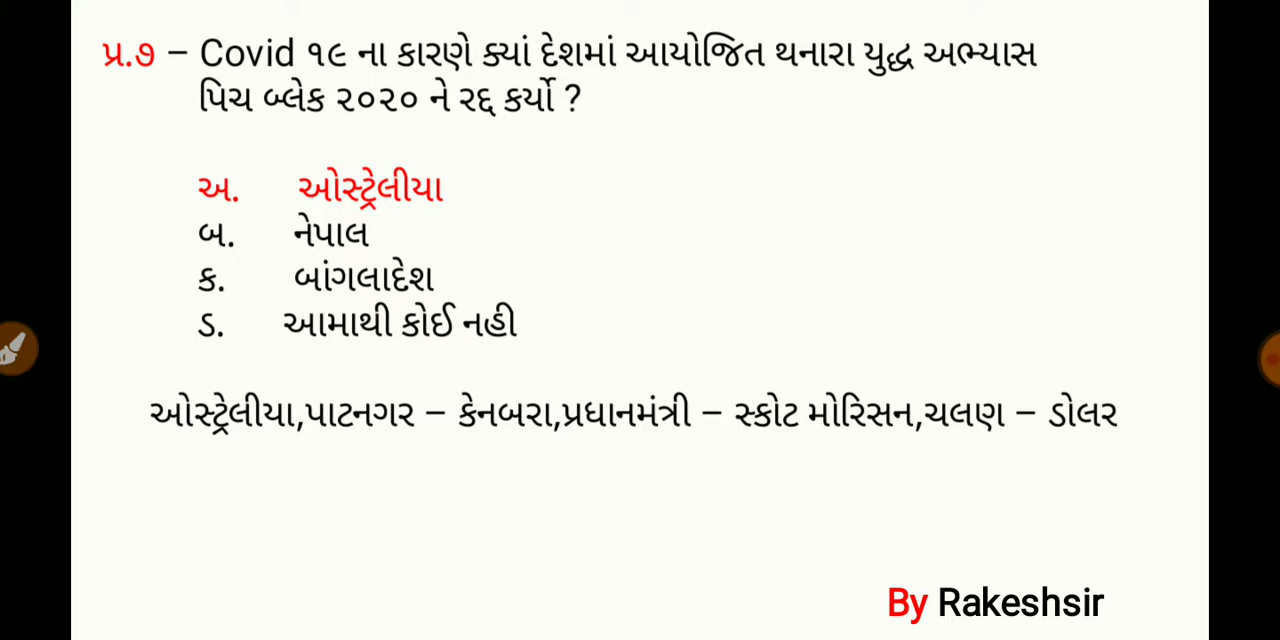 પ્ર.૭ – Covid ૧૯ ના કારણે ક્યાં દેશમાં આયોજિત થનારા યુદ્ધ અભ્યાસ
પિચ બ્લેક ૨૦૨૦ ને રદ્દ કર્યો ?
અ. ઓસ્ટ્રેલીયા
બ. નેપાલ
ક. બાંગલાદેશ
ડ. આમાથી કોઈ નહી
ઓસ્ટ્રેલીયા,પાટનગર – કેનબરા,પ્રધાનમંત્રી – સ્કોટ મોરિસન,ચલણ – ડોલર
By Rakeshsir